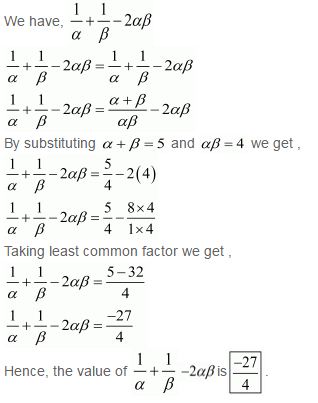 We have, 1/α + 1/β − 2αβ
1/α + 1/β − 2αβ = 1/α + 1/β − 2αβ
1/α + 1/β − 2αβ = (α + β)/αβ − 2αβ
By substituting α + β = 5 and αβ = 4 we get ,
1/α + 1/β − 2αβ = 5/4 − 2(4)
1/α + 1/β − 2αβ = 5/4 − (8×4)/(1×4)
Taking least common factor we get ,
1/α + 1/β − 2αβ = (5−32)/4
1/α + 1/β − 2αβ = −27/4
Hence, the value of 1/α + 1/β −2αβ is −27/4 .